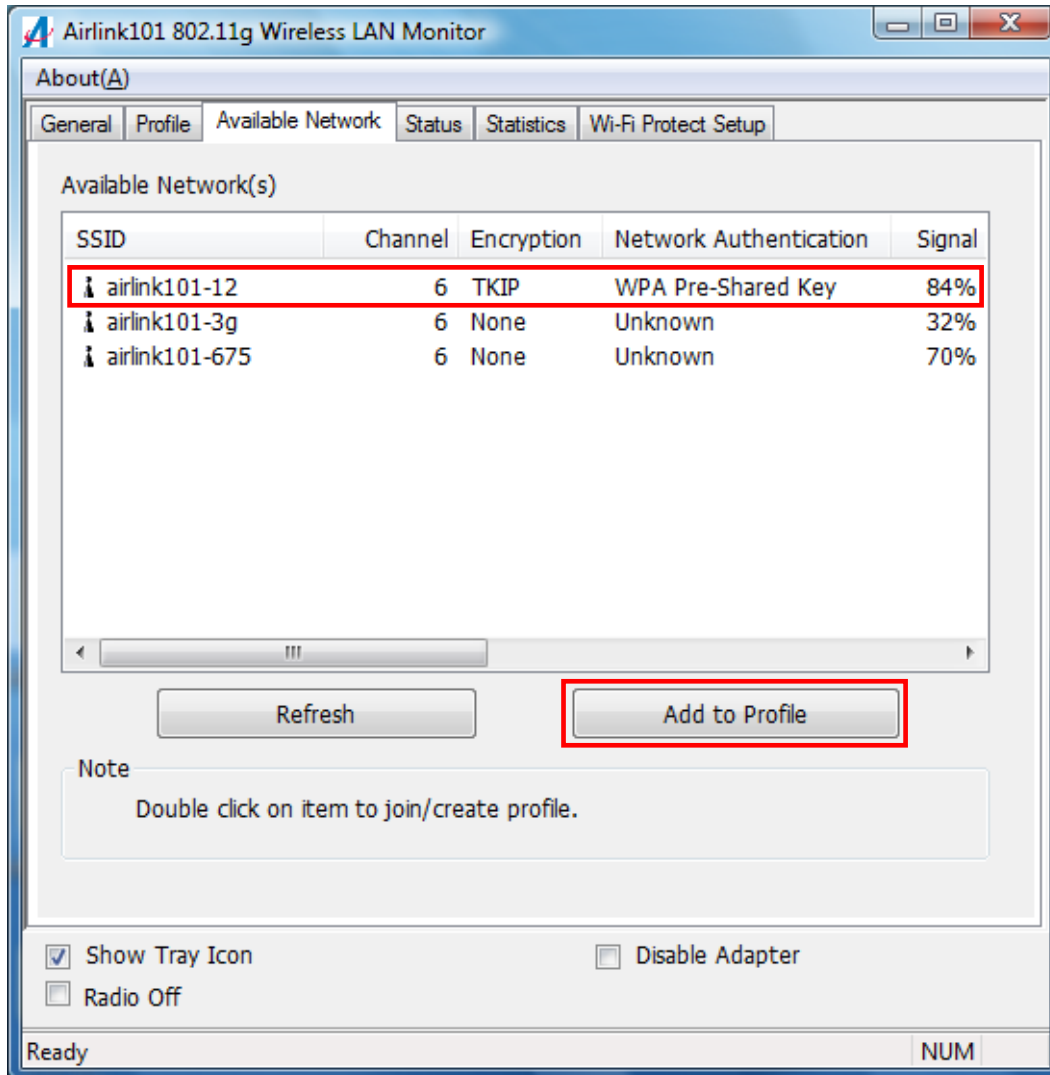 Airlink101 802.11g Wireless LAN Monitor
About(A)
General Profile Available Network Status Statistics Wi-Fi Protect Setup
Available Network(s)
SSID Channel Encryption Network Authentication Signal
airlink101-12 6 TKIP WPA Pre-Shared Key 84%
airlink101-3g 6 None Unknown 32%
airlink101-675 6 None Unknown 70%
Refresh Add to Profile
Note
Double click on item to join/create profile.
Show Tray Icon Disable Adapter
Radio Off
Ready NUM